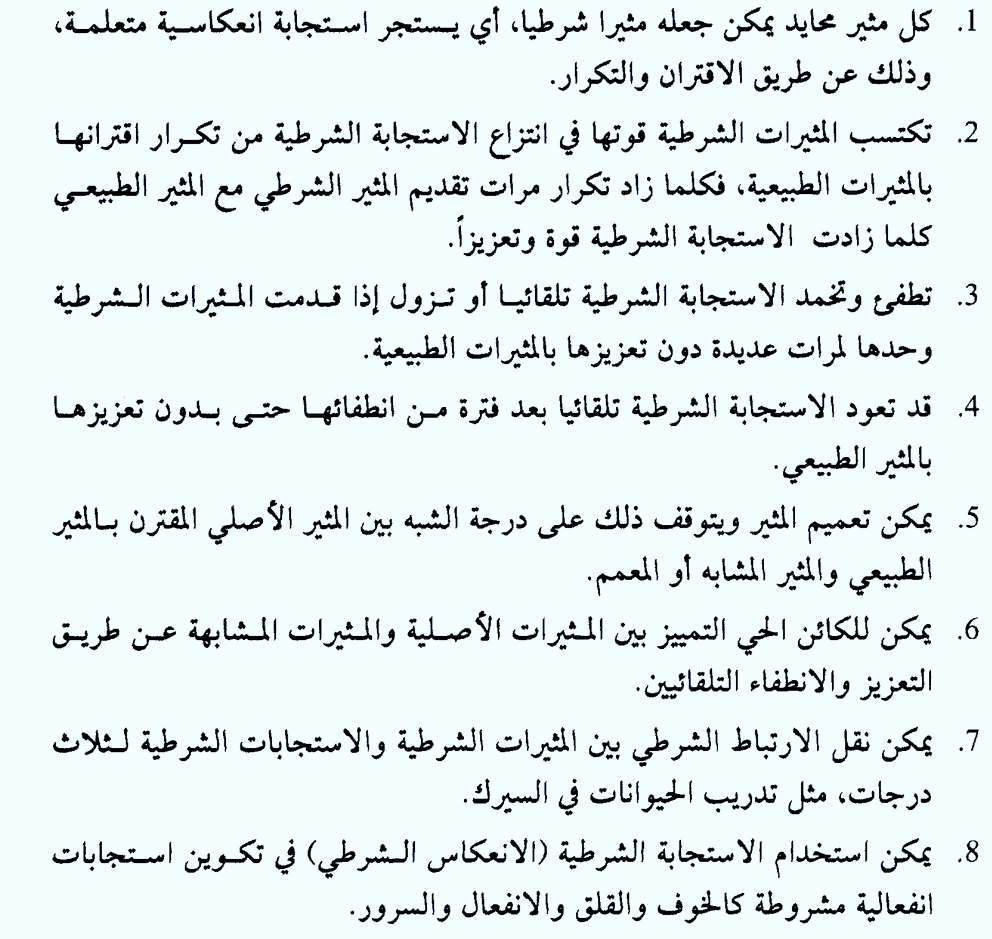 1. كل مثير محايد يمكن جعله مثيرا شرطيا، أي يستجر استجابة انعكاسية متعلمة،
وذلك عن طريق الاقتران والتكرار.
2. تكتسب المثيرات الشرطية قوتها في انتزاع الاستجابة الشرطية من تكرار اقترانها
بالمثيرات الطبيعية، فكلما زاد تكرار مرات تقديم المثير الشرطي مع المثير الطبيعي
كلما زادت الاستجابة الشرطية قوة وتعزيزاً.
3. تطفئ وتخمد الاستجابة الشرطية تلقائيا أو تزول إذا قدمت المثيرات الشرطية
وحدها لمرات عديدة دون تعزيزها بالمثيرات الطبيعية.
4. قد تعود الاستجابة الشرطية تلقائيا بعد فترة من انطفائها حتى بدون تعزيزها
بالمثير الطبيعي.
5. يمكن تعميم المثير ويتوقف ذلك على درجة الشبه بين المثير الأصلي المقترن بالمثير
الطبيعي والمثير المشابه أو المعمم.
6. يمكن للكائن الحي التمييز بين المثيرات الأصلية والمثيرات المشابهة عن طريق
التعزيز والانطفاء التلقائيين.
7. يمكن نقل الارتباط الشرطي بين المثيرات الشرطية والاستجابات الشرطية لثلاث
درجات، مثل تدريب الحيوانات في السيرك.
8. يمكن استخدام الاستجابة الشرطية (الانعكاس الشرطي) في تكوين استجابات
انفعالية مشروطة كالخوف والقلق والانفعال والسرور.